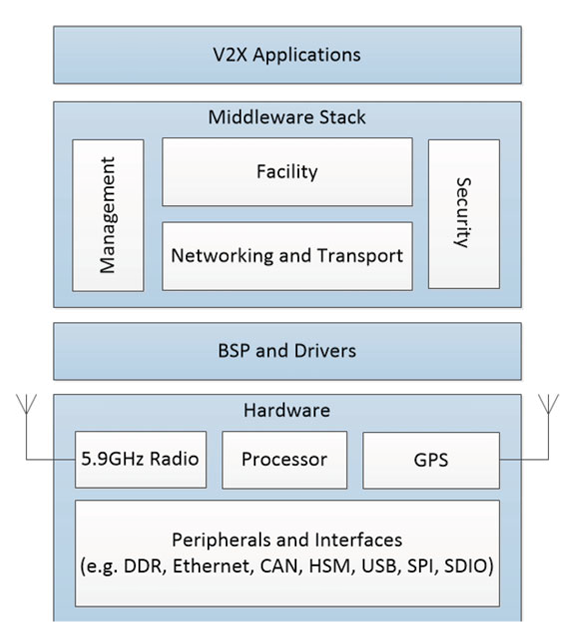 V2X Applications
Middleware Stack
Management
Facility
Networking and Transport
Security
BSP and Drivers
Hardware
5.9GHz Radio
Processor
GPS
Peripherals and Interfaces
(e.g. DDR, Ethernet, CAN, HSM, USB, SPI, SDIO)